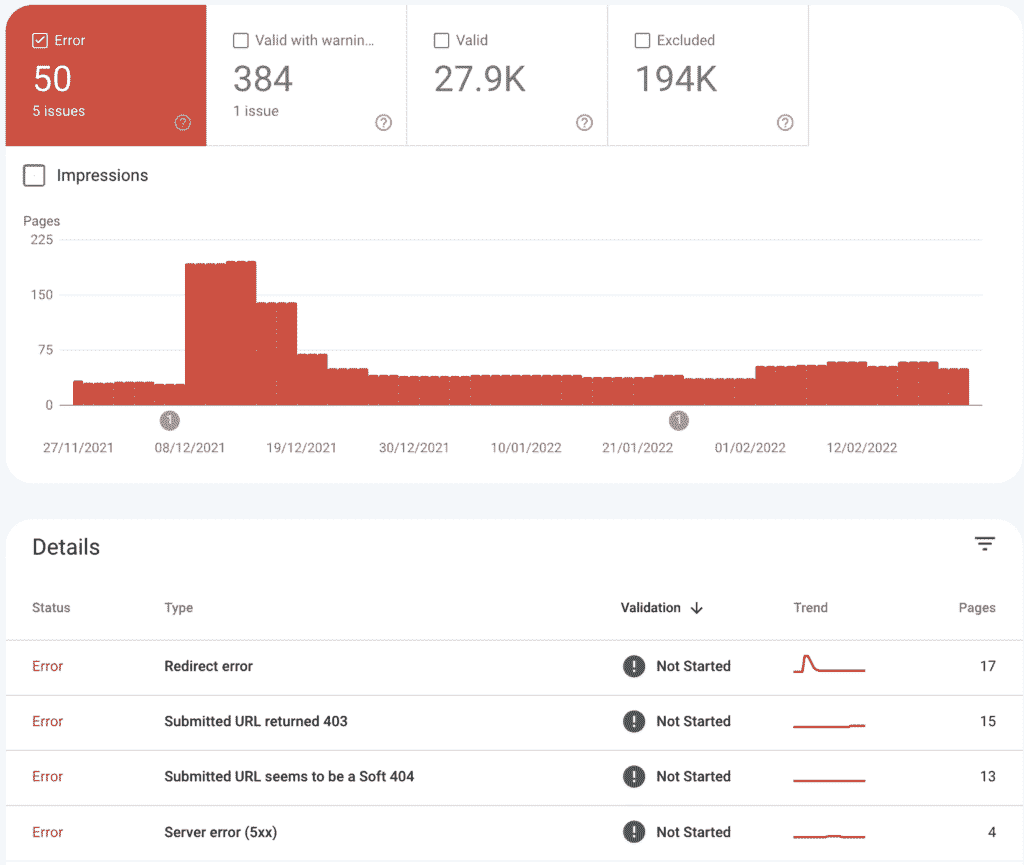 Error
50
5 issues
Valid with warnin...
384
1 issue
Valid
27.9K
Excluded
194K
Impressions
Pages
225
150
75
0
1
1
27/11/2021 08/12/2021 19/12/2021 30/12/2021 10/01/2022 21/01/2022 01/02/2022 12/02/2022
Details
Status Type Validation Trend Pages
Error Redirect error Not Started 17
Error Submitted URL returned 403 Not Started 15
Error Submitted URL seems to be a Soft 404 Not Started 13
Error Server error (5xx) Not Started 4